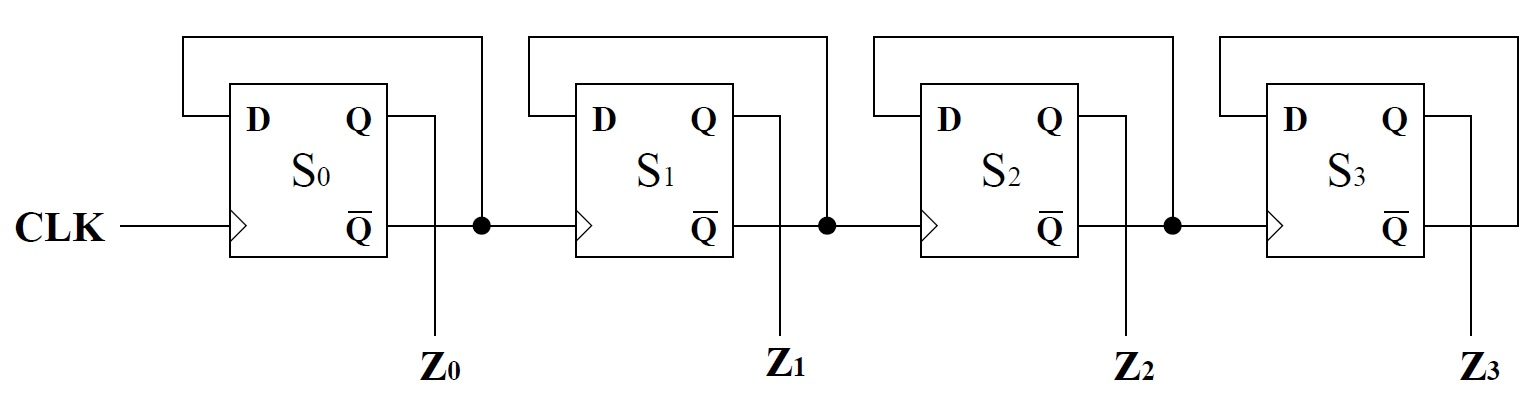 D Q D Q D Q D Q
S0 S1 S2 S3
CLK Q̅ Q̅ Q̅ Q̅
Z0 Z1 Z2 Z3